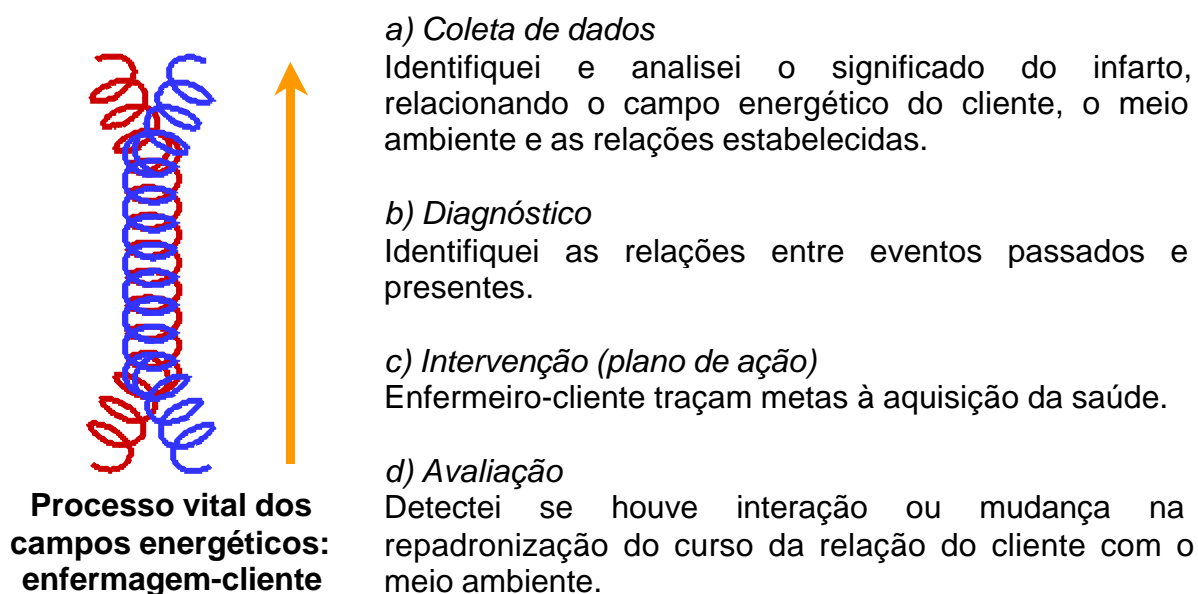 a) Coleta de dados
Identifiquei e analisei o significado do infarto,
relacionando o campo energético do cliente, o meio
ambiente e as relações estabelecidas.
b) Diagnóstico
Identifiquei as relações entre eventos passados e
presentes.
c) Intervenção (plano de ação)
Enfermeiro-cliente traçam metas à aquisição da saúde.
d) Avaliação
Detectei se houve interação ou mudança na
repadronização do curso da relação do cliente com o
meio ambiente.
Processo vital dos
campos energéticos:
enfermagem-cliente